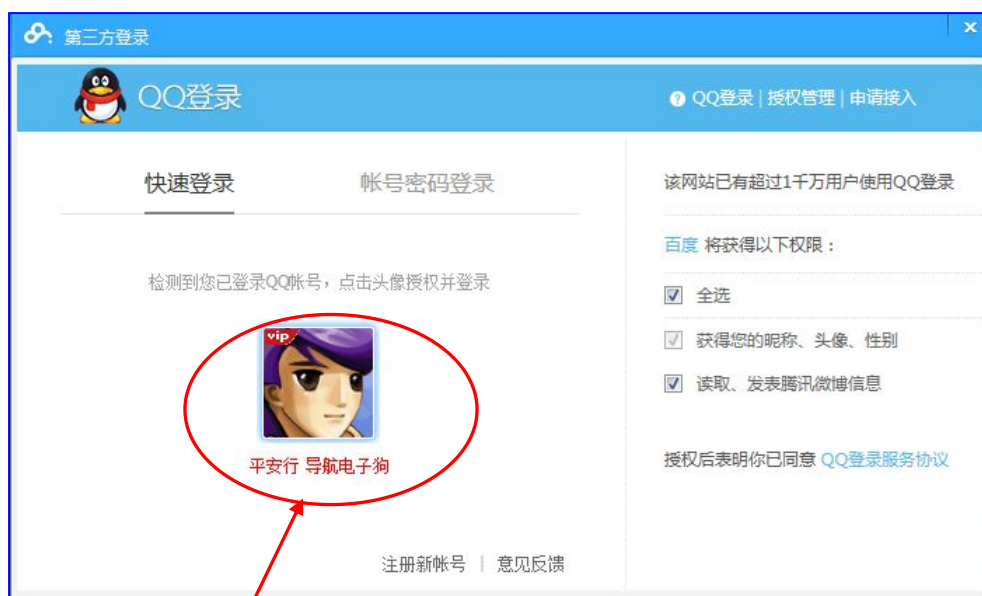 第三方登录
QQ登录
QQ登录 | 授权管理 | 申请接入
快速登录
帐号密码登录
检测到您已登录QQ帐号，点击头像授权并登录
vip
平安行 导航电子狗
注册新帐号 | 意见反馈
该网站已有超过1千万用户使用QQ登录
百度 将获得以下权限：
全选
获得您的昵称、头像、性别
读取、发表腾讯微博信息
授权后表明你已同意 QQ登录服务协议